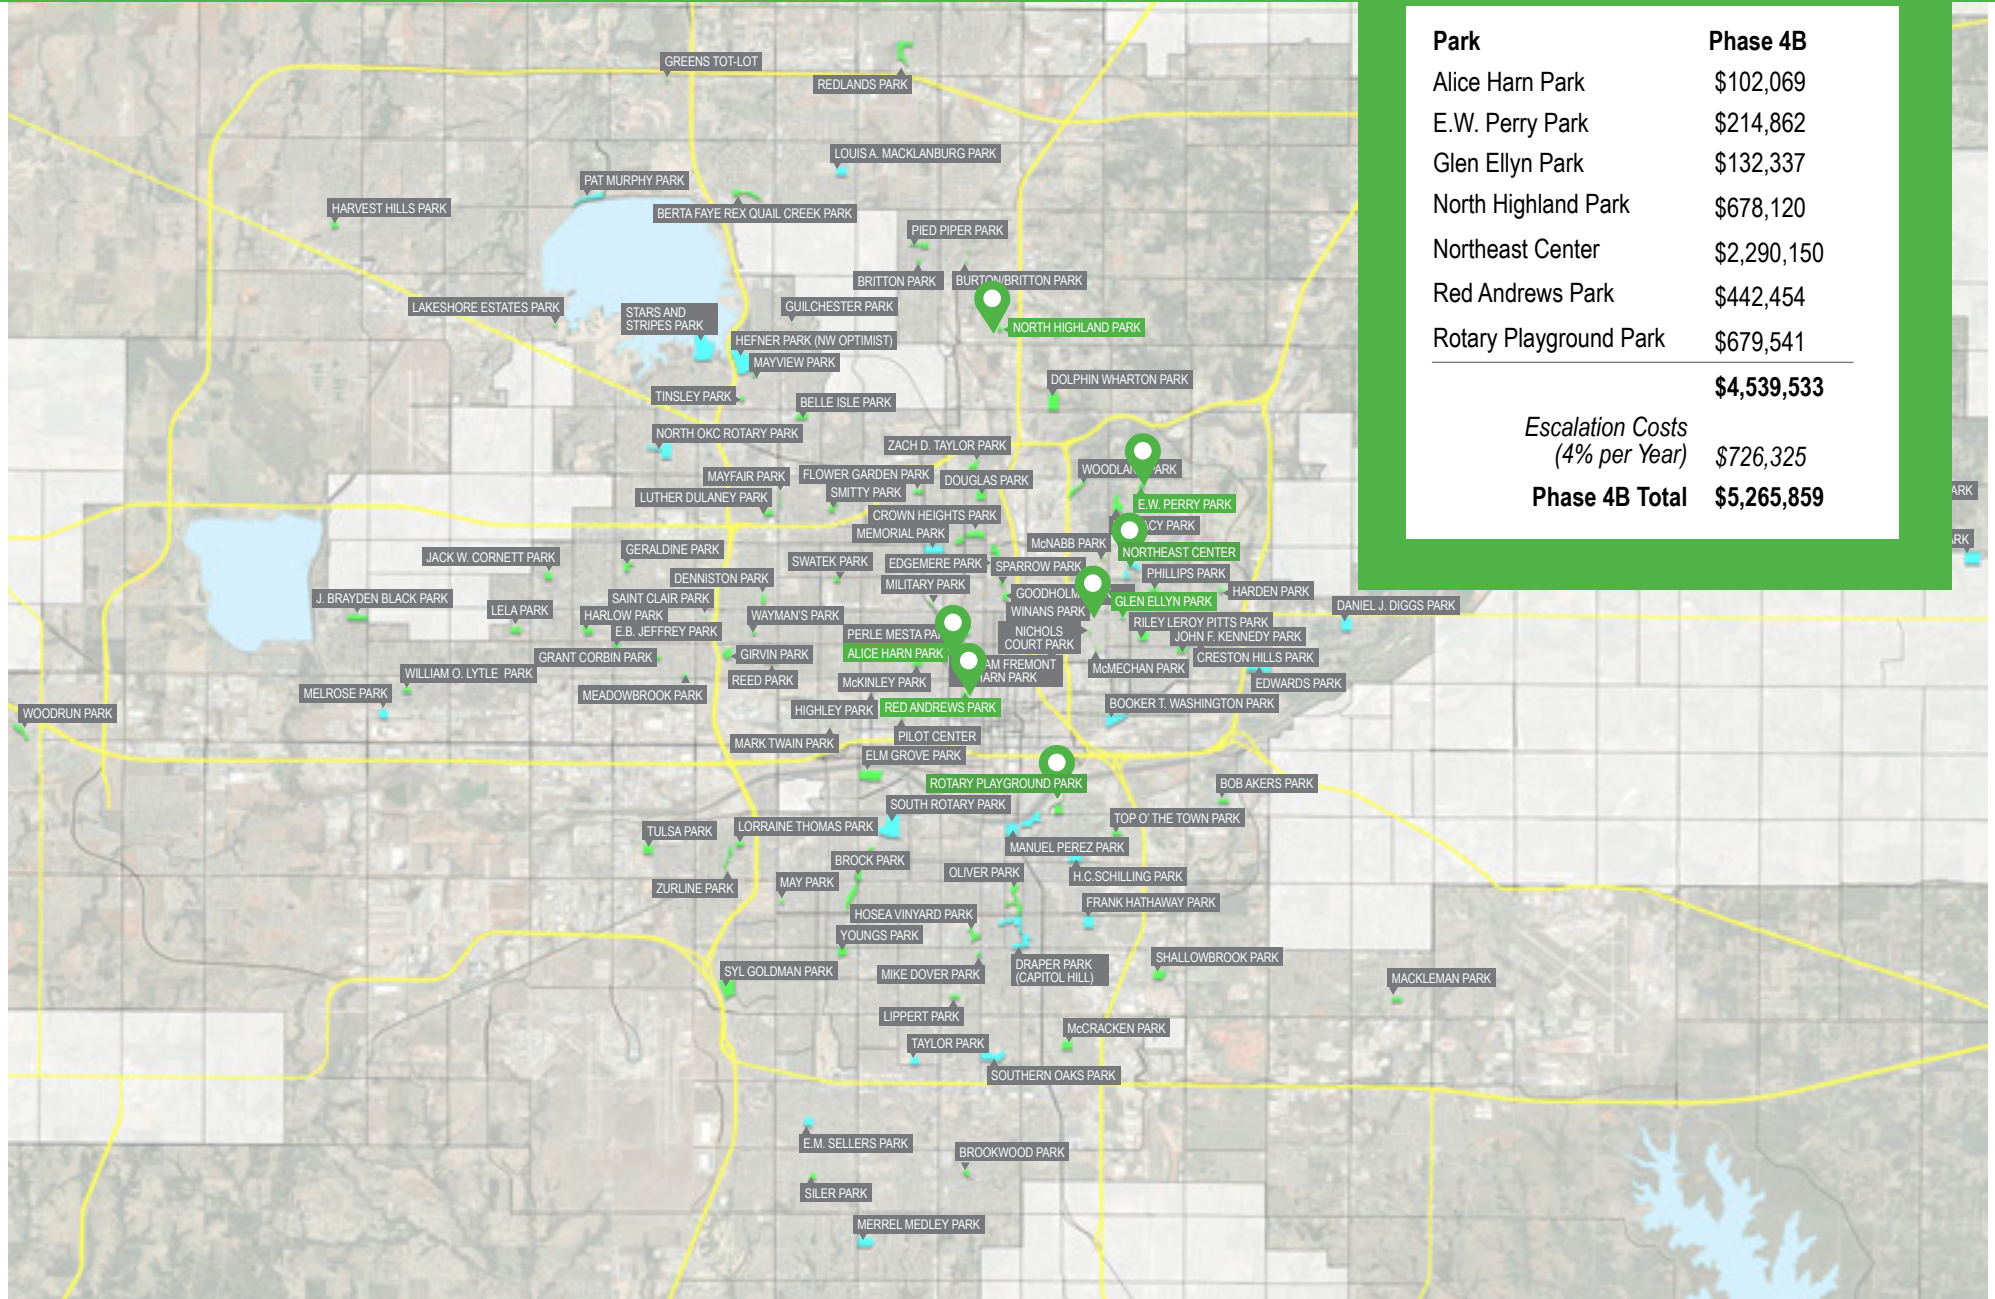 Park Phase 4B
Alice Harn Park $102,069
E.W. Perry Park $214,862
Glen Ellyn Park $132,337
North Highland Park $678,120
Northeast Center $2,290,150
Red Andrews Park $442,454
Rotary Playground Park $679,541
$4,539,533
Escalation Costs
(4% per Year) $726,325
Phase 4B Total $5,265,859
GREENS TOT-LOT
REDLANDS PARK
LOUIS A. MACKLANBURG PARK
PAT MURPHY PARK
HARVEST HILLS PARK
BERTA FAYE REX QUAIL CREEK PARK
PIED PIPER PARK
BRITTON PARK
BURTON/BRITTON PARK
LAKESHORE ESTATES PARK
GUILCHESTER PARK
STARS AND
STRIPES PARK
NORTH HIGHLAND PARK
HEFNER PARK (NW OPTIMIST)
MAYVIEW PARK
DOLPHIN WHARTON PARK
TINSLEY PARK
BELLE ISLE PARK
NORTH OKC ROTARY PARK
ZACH D. TAYLOR PARK
WOODLAND PARK
MAYFAIR PARK
FLOWER GARDEN PARK
DOUGLAS PARK
LUTHER DULANEY PARK
SMITTY PARK
E.W. PERRY PARK
ARK
CROWN HEIGHTS PARK
ACY PARK
MEMORIAL PARK
McNABB PARK
ARK
NORTHEAST CENTER
GERALDINE PARK
JACK W. CORNETT PARK
SWATEK PARK
EDGEMERE PARK
SPARROW PARK
PHILLIPS PARK
DENNISTON PARK
MILITARY PARK
GOODHOLM
HARDEN PARK
J. BRAYDEN BLACK PARK
SAINT CLAIR PARK
GLEN ELLYN PARK
DANIEL J. DIGGS PARK
LELA PARK
HARLOW PARK
WAYMAN'S PARK
WINANS PARK
RILEY LEROY PITTS PARK
E.B. JEFFREY PARK
PERLE MESTA PA
NICHOLS
COURT PARK
JOHN F. KENNEDY PARK
GRANT CORBIN PARK
GIRVIN PARK
ALICE HARN PARK
CRESTON HILLS PARK
AM FREMONT
HARN PARK
McMECHAN PARK
WILLIAM O. LYTLE PARK
REED PARK
McKINLEY PARK
EDWARDS PARK
MELROSE PARK
MEADOWBROOK PARK
HIGHLEY PARK
RED ANDREWS PARK
BOOKER T. WASHINGTON PARK
WOODRUN PARK
PILOT CENTER
MARK TWAIN PARK
ELM GROVE PARK
ROTARY PLAYGROUND PARK
BOB AKERS PARK
SOUTH ROTARY PARK
TOP O' THE TOWN PARK
TULSA PARK
LORRAINE THOMAS PARK
MANUEL PEREZ PARK
BROCK PARK
OLIVER PARK
H.C.SCHILLING PARK
ZURLINE PARK
MAY PARK
FRANK HATHAWAY PARK
HOSEA VINYARD PARK
YOUNGS PARK
SHALLOWBROOK PARK
SYL GOLDMAN PARK
MIKE DOVER PARK
DRAPER PARK
(CAPITOL HILL)
MACKLEMAN PARK
LIPPERT PARK
McCRACKEN PARK
TAYLOR PARK
SOUTHERN OAKS PARK
E.M. SELLERS PARK
BROOKWOOD PARK
SILER PARK
MERREL MEDLEY PARK